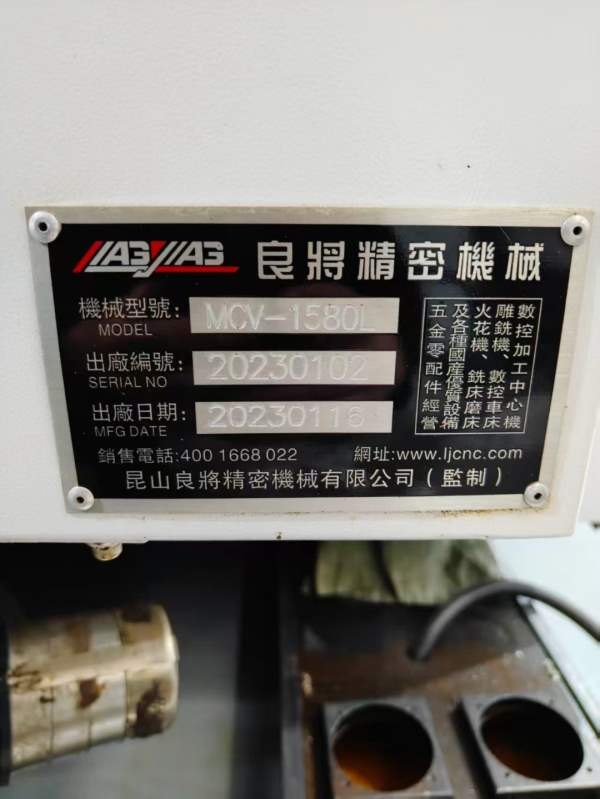 良將精密機械
機械型號: MCV-1580L
MODEL
出廠編號: 20230102
SERIAL NO
出廠日期: 20230116
MFG DATE
數控加工中心機
雕銑機、數控車床
火花機、銑床磨床
及各種國産優質設備
五金零配件經營
銷售電話:400 1668 022 網址:www.ljcnc.com
昆山良將精密機械有限公司(監制)